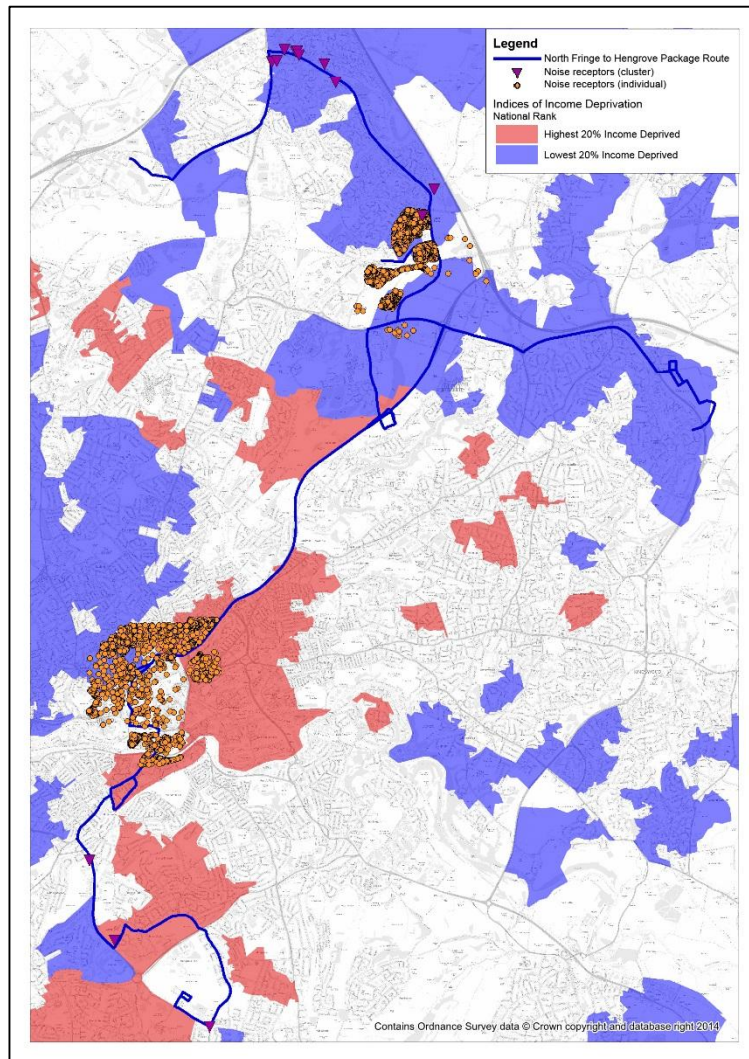 Legend
North Fringe to Hengrove Package Route
Noise receptors (cluster)
Noise receptors (individual)
Indices of Income Deprivation
National Rank
Highest 20% Income Deprived
Lowest 20% Income Deprived
Contains Ordnance Survey data © Crown copyright and database right 2014